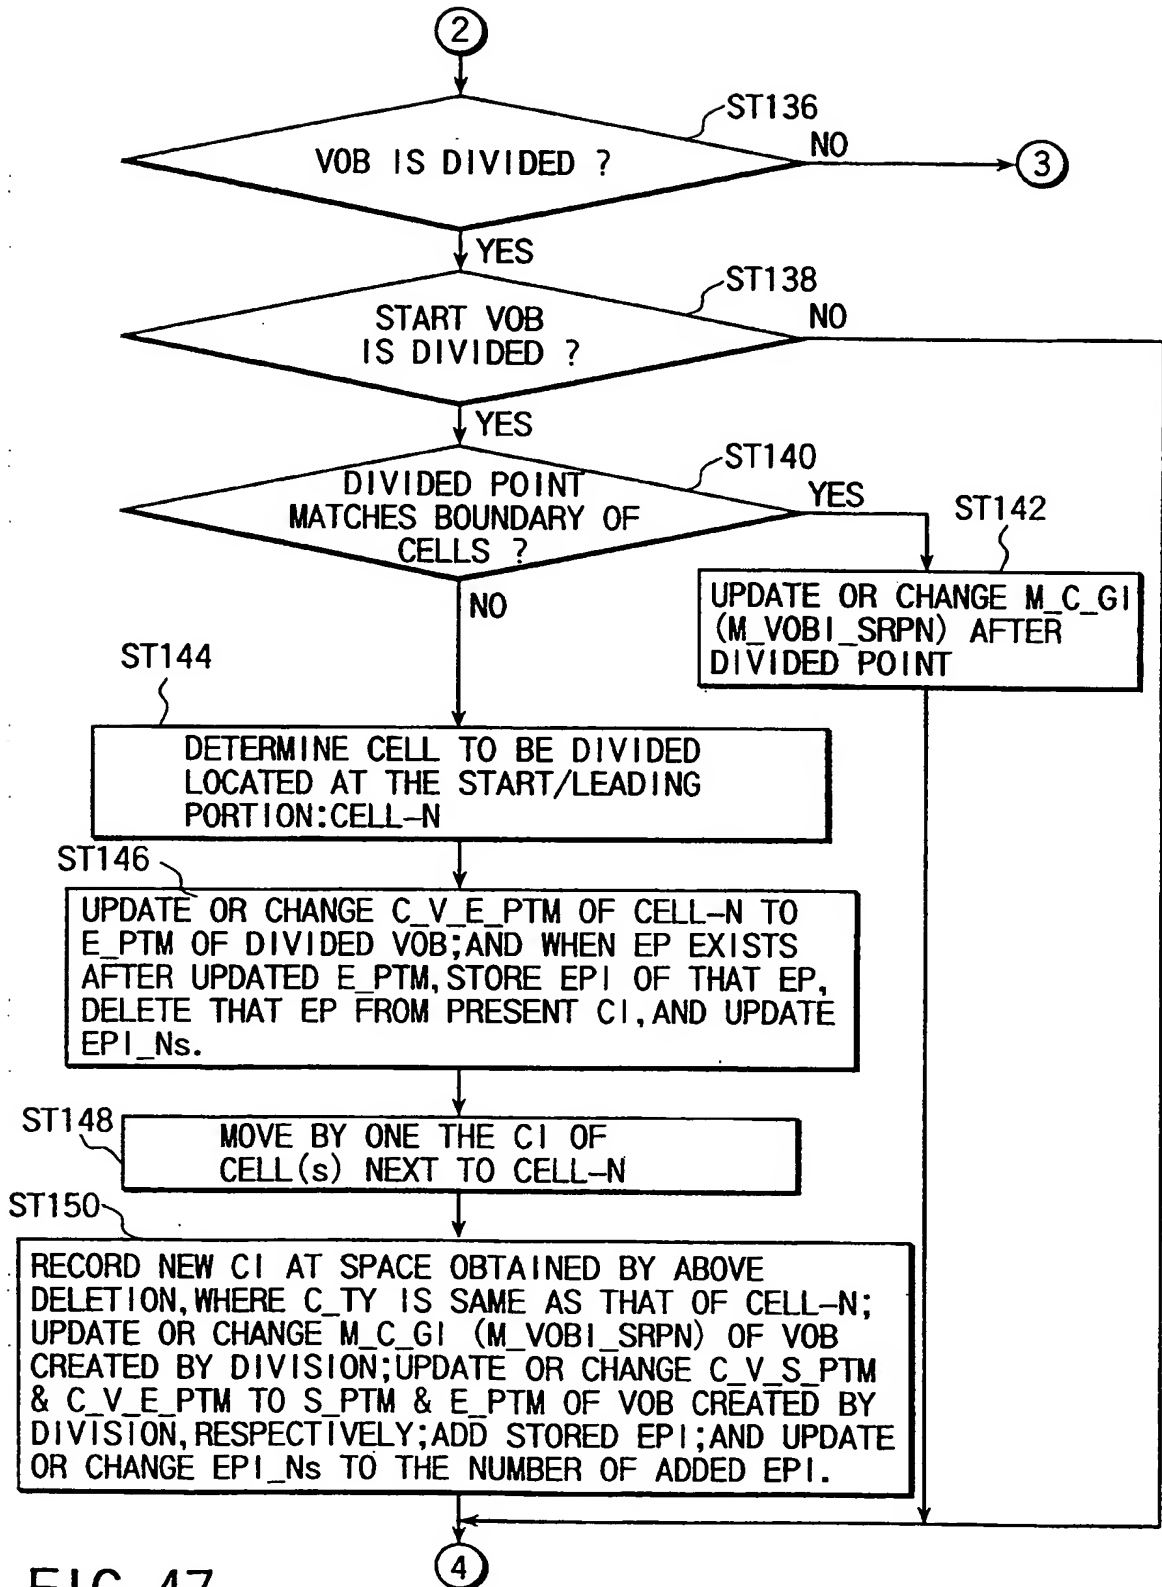 2
ST136
VOB IS DIVIDED ?
NO
3
YES
ST138
START VOB
IS DIVIDED ?
NO
YES
ST140
DIVIDED POINT
MATCHES BOUNDARY OF
CELLS ?
YES
ST142
NO
UPDATE OR CHANGE M_C_GI
(M_VOBI_SRPN) AFTER
DIVIDED POINT
ST144
DETERMINE CELL TO BE DIVIDED
LOCATED AT THE START/LEADING
PORTION:CELL-N
ST146
UPDATE OR CHANGE C_V_E_PTM OF CELL-N TO
E_PTM OF DIVIDED VOB;AND WHEN EP EXISTS
AFTER UPDATED E_PTM,STORE EPI OF THAT EP,
DELETE THAT EP FROM PRESENT CI,AND UPDATE
EPI_Ns.
ST148
MOVE BY ONE THE CI OF
CELL(s) NEXT TO CELL-N
ST150
RECORD NEW CI AT SPACE OBTAINED BY ABOVE
DELETION,WHERE C_TY IS SAME AS THAT OF CELL-N;
UPDATE OR CHANGE M_C_GI (M_VOBI_SRPN) OF VOB
CREATED BY DIVISION;UPDATE OR CHANGE C_V_S_PTM
& C_V_E_PTM TO S_PTM & E_PTM OF VOB CREATED BY
DIVISION,RESPECTIVELY;ADD STORED EPI;AND UPDATE
OR CHANGE EPI_Ns TO THE NUMBER OF ADDED EPI.
4
FIG.47